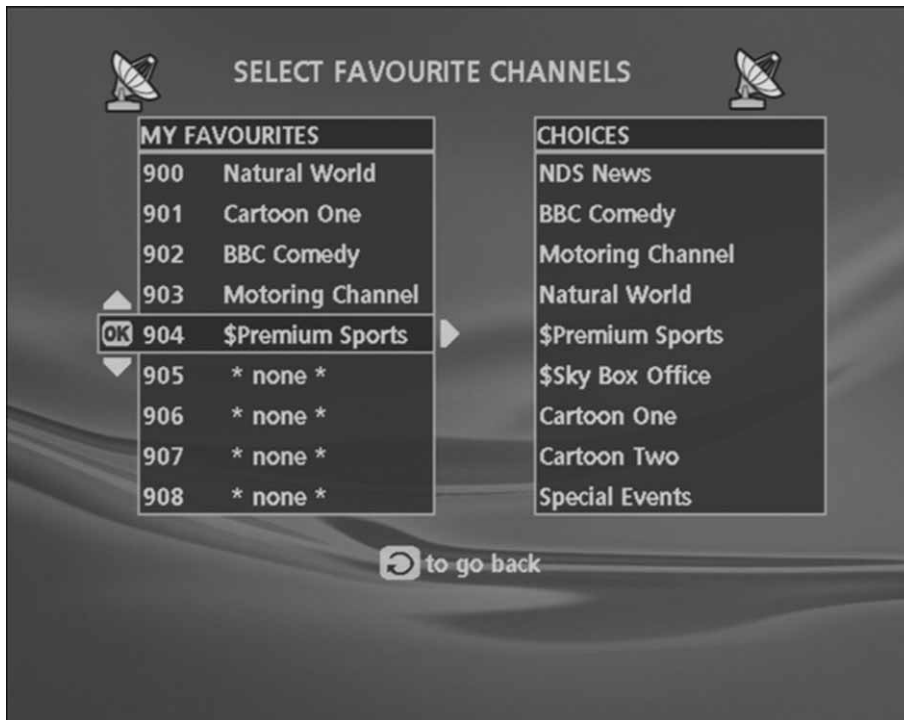 SELECT FAVOURITE CHANNELS
MY FAVOURITES
900 Natural World
901 Cartoon One
902 BBC Comedy
903 Motoring Channel
OK 904 $Premium Sports
905 * none *
906 * none *
907 * none *
908 * none *
CHOICES
NDS News
BBC Comedy
Motoring Channel
Natural World
$Premium Sports
$Sky Box Office
Cartoon One
Cartoon Two
Special Events
to go back